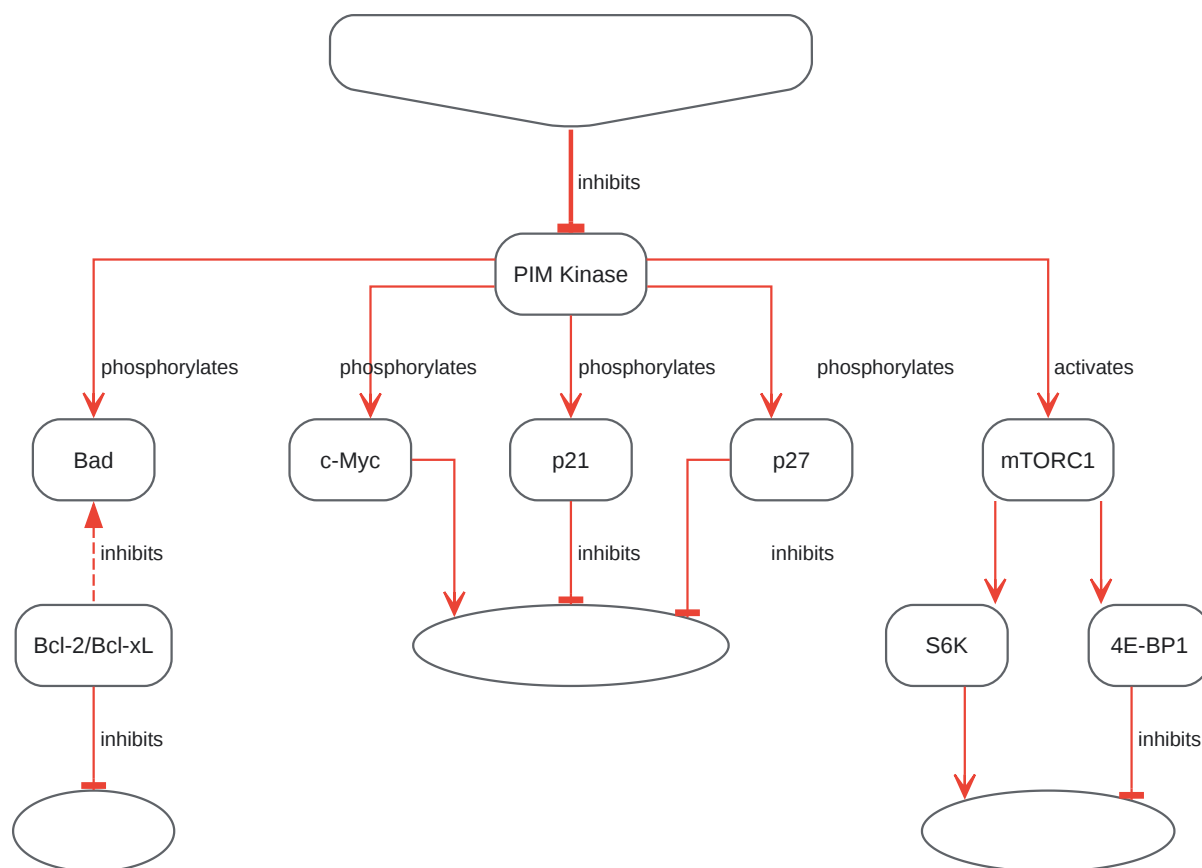 inhibits
PIM Kinase
phosphorylates
phosphorylates
phosphorylates
phosphorylates
activates
Bad
c-Myc
p21
p27
mTORC1
inhibits
inhibits
inhibits
Bcl-2/Bcl-xL
S6K
4E-BP1
inhibits
inhibits